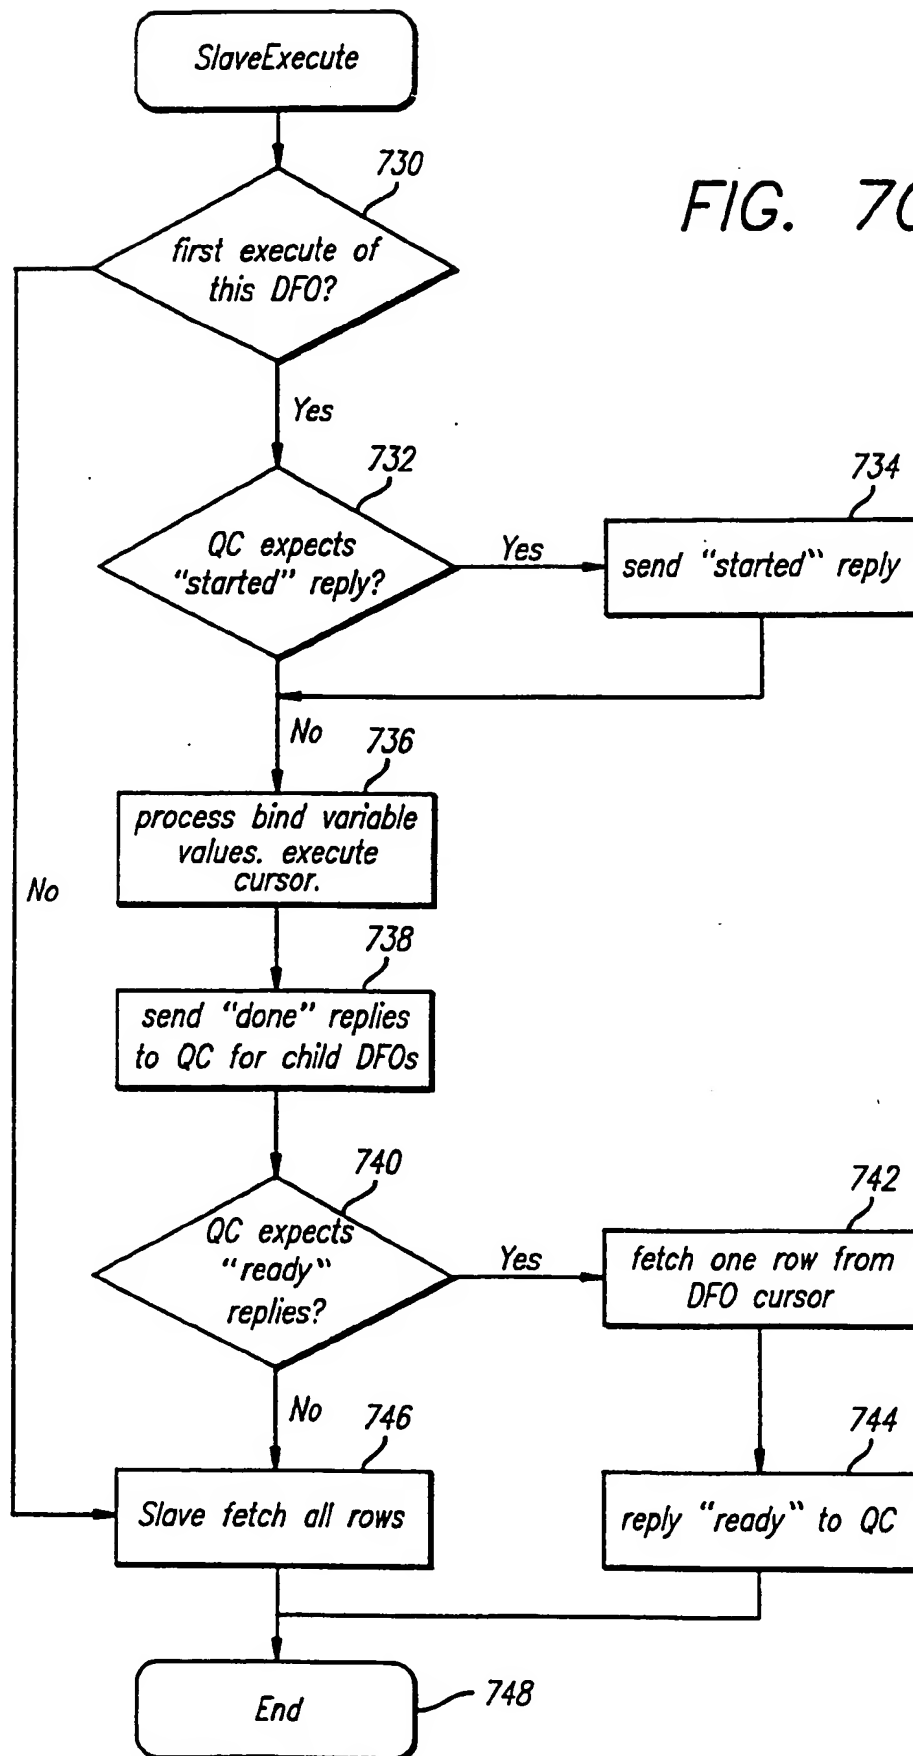 SlaveExecute
730
FIG. 7C
first execute of
this DFO?
Yes
732
734
QC expects
"started" reply?
Yes
send "started" reply
No
736
process bind variable
values. execute
cursor.
No
738
send "done" replies
to QC for child DFOs
740
742
QC expects
"ready"
replies?
Yes
fetch one row from
DFO cursor
No
746
744
Slave fetch all rows
reply "ready" to QC
End
748